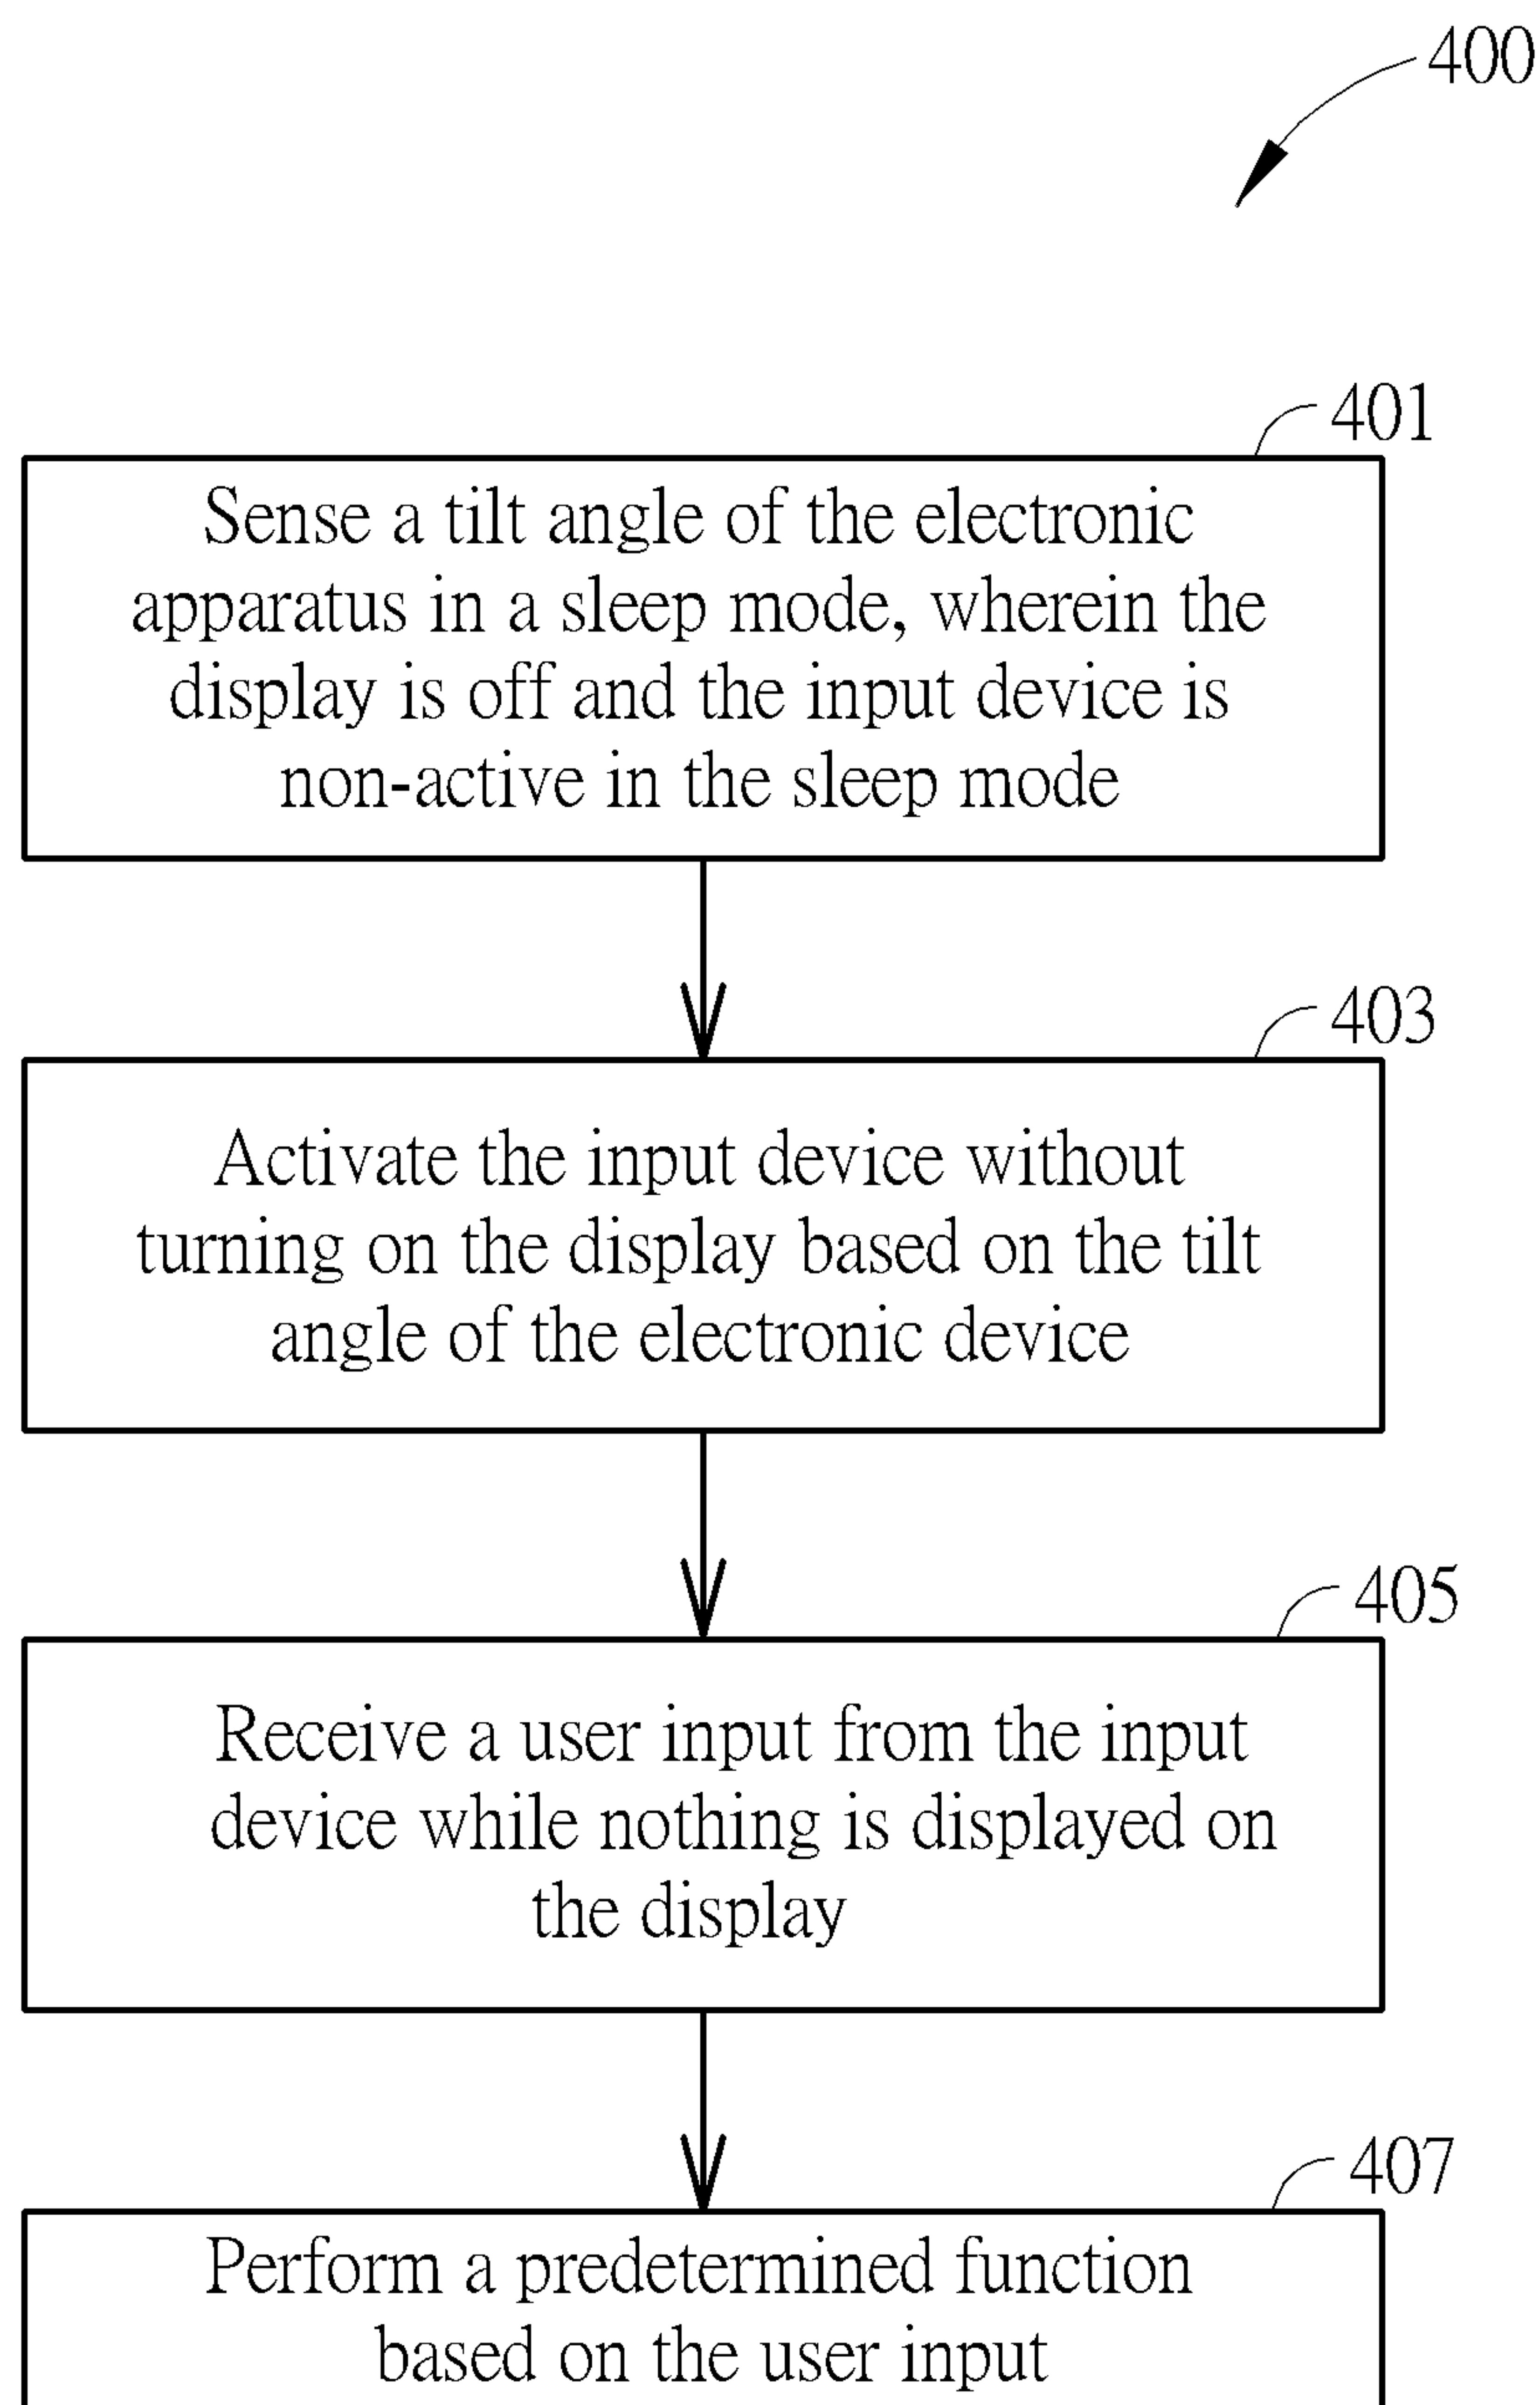 400
401
Sense a tilt angle of the electronic
apparatus in a sleep mode, wherein the
display is off and the input device is
non-active in the sleep mode
403
Activate the input device without
turning on the display based on the tilt
angle of the electronic device
405
Receive a user input from the input
device while nothing is displayed on
the display
407
Perform a predetermined function
based on the user input